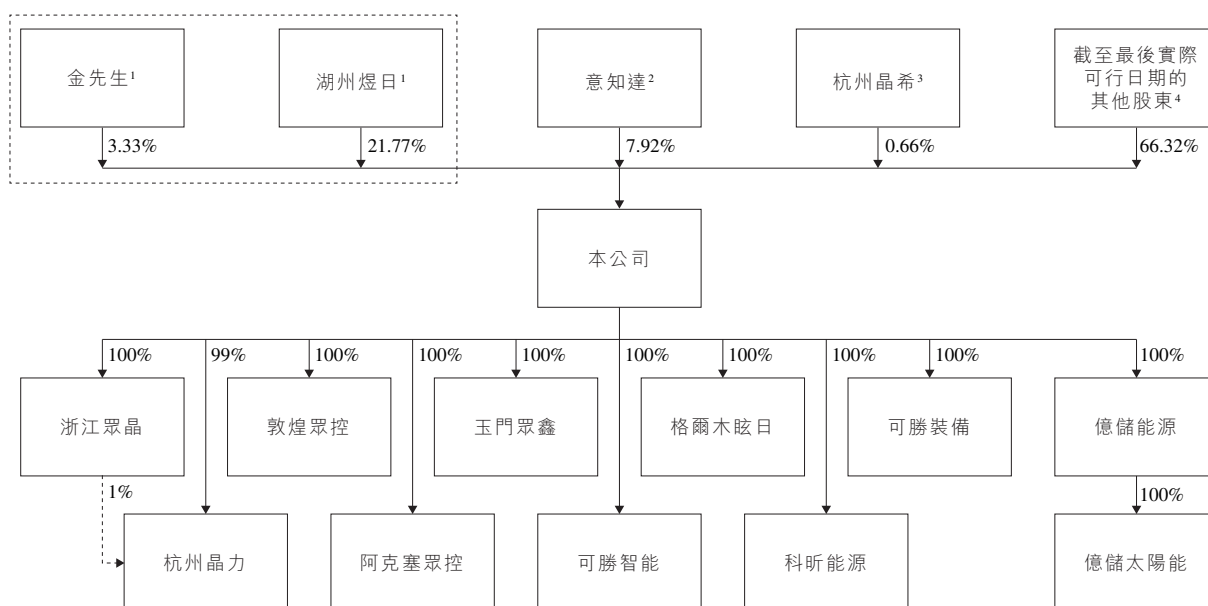 金先生¹
湖州煜日¹
意知達²
杭州晶希³
截至最後實際
可行日期的
其他股東⁴
3.33%
21.77%
7.92%
0.66%
66.32%
本公司
100%
99%
100%
100%
100%
100%
100%
100%
100%
100%
浙江眾晶
敦煌眾控
玉門眾鑫
格爾木眩日
可勝裝備
億儲能源
1%
100%
杭州晶力
阿克塞眾控
可勝智能
科昕能源
億儲太陽能